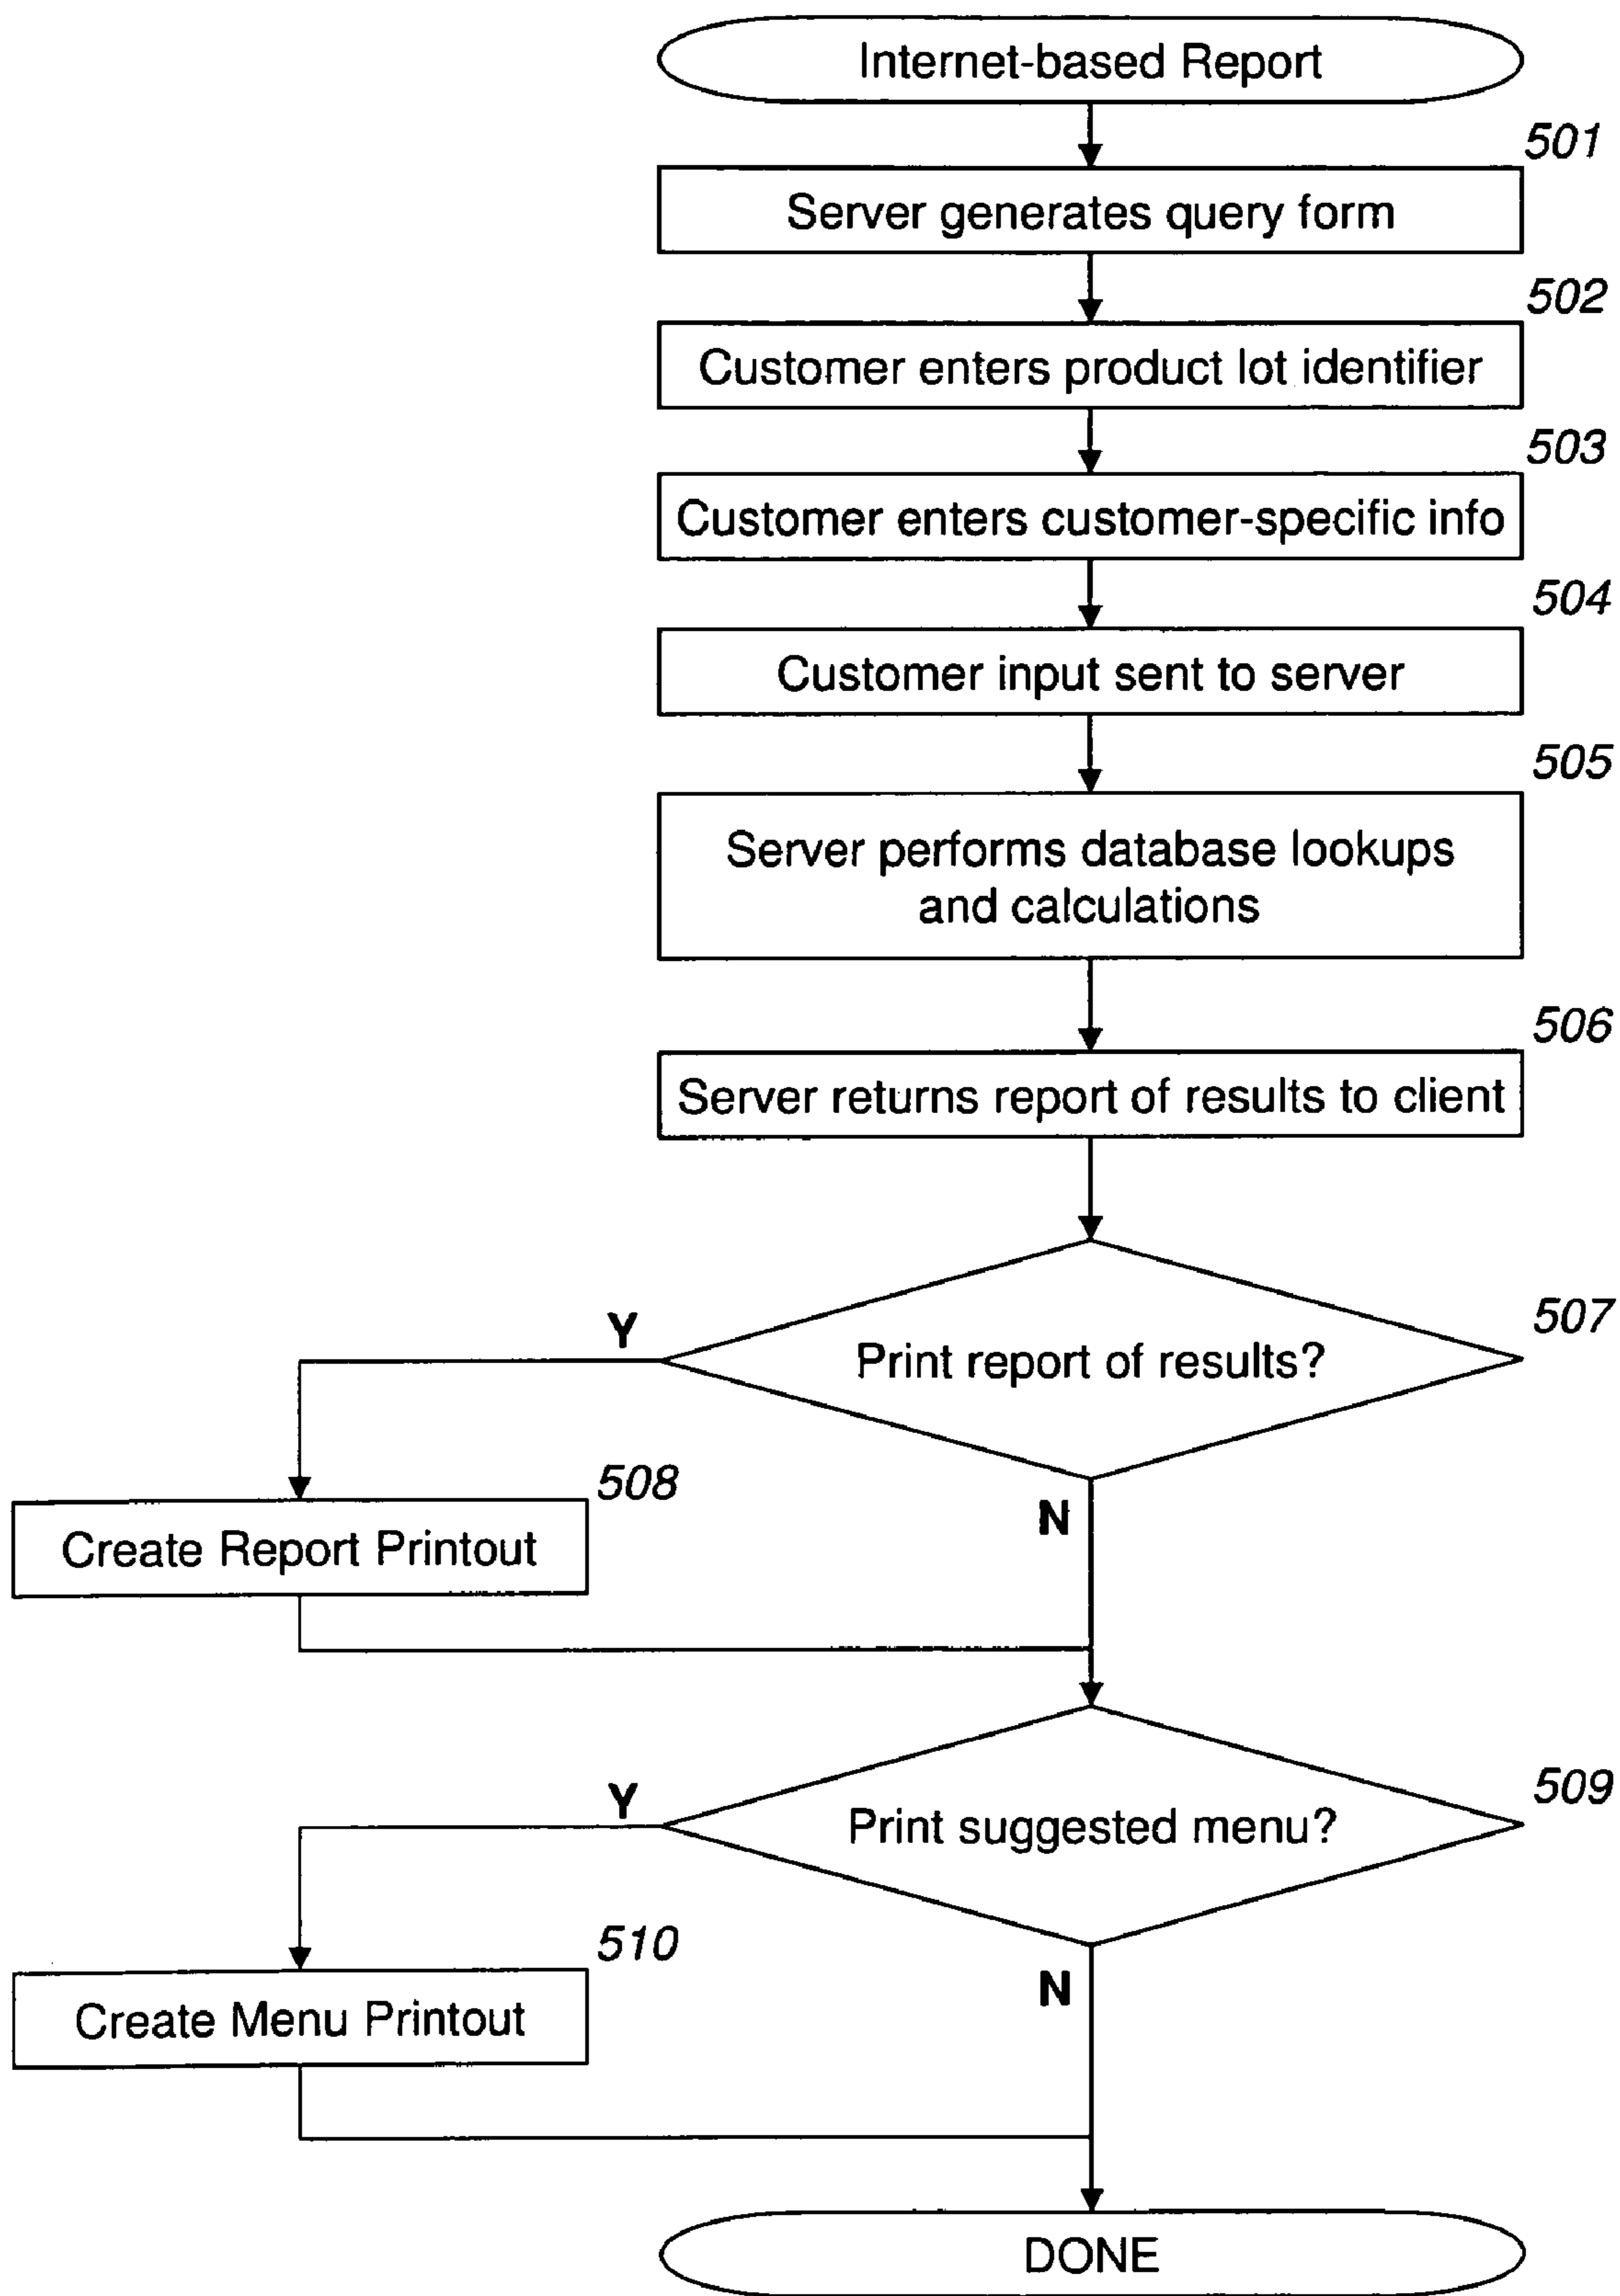 Internet-based Report
501
Server generates query form
502
Customer enters product lot identifier
503
Customer enters customer-specific info
504
Customer input sent to server
505
Server performs database lookups
and calculations
506
Server returns report of results to client
507
Y
Print report of results?
508
N
Create Report Printout
509
Y
Print suggested menu?
510
N
Create Menu Printout
DONE